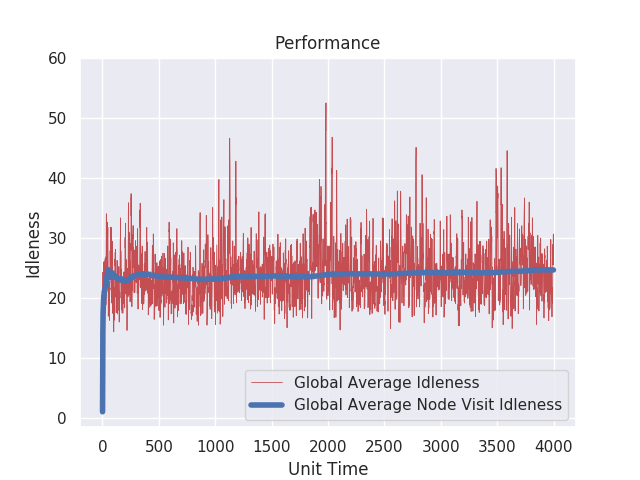 Performance
60
50
40
30
20
10
0
Idleness
Global Average Idleness
Global Average Node Visit Idleness
0 500 1000 1500 2000 2500 3000 3500 4000
Unit Time